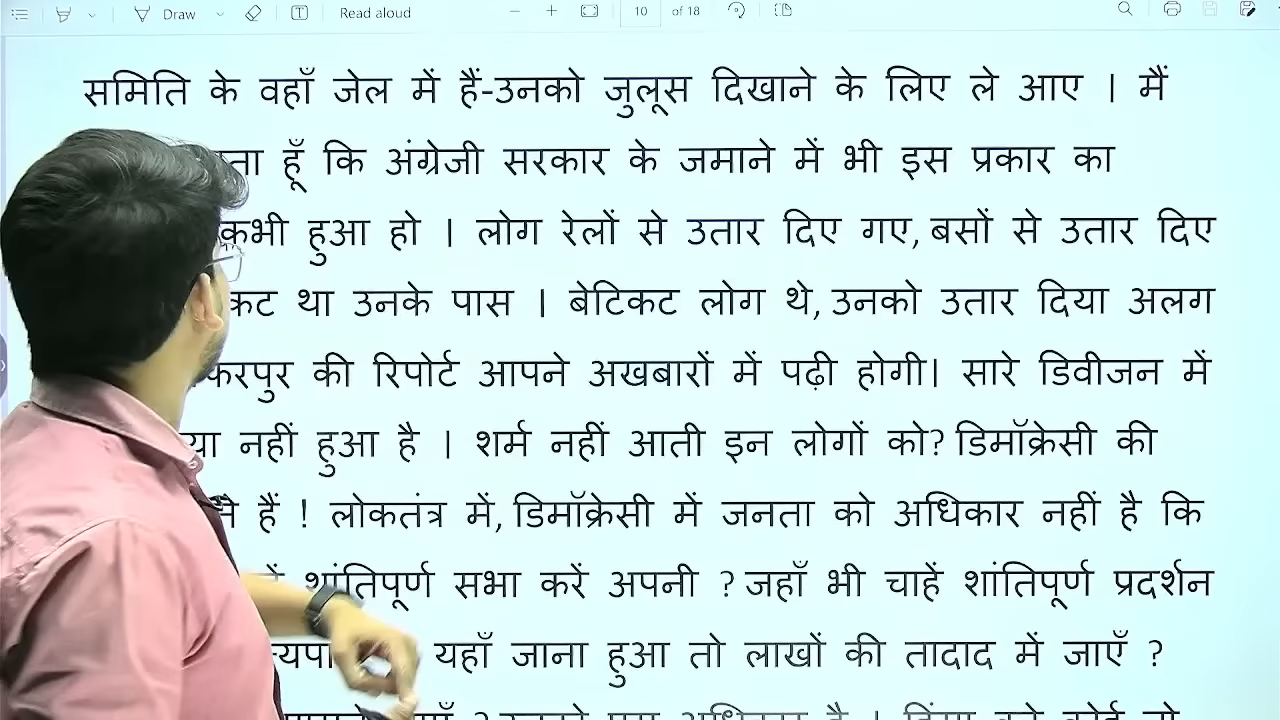 Draw Read aloud 10 of 18
समिति के वहाँ जेल में हैं-उनको जुलूस दिखाने के लिए ले आए । मैं
हूँ कि अंग्रेजी सरकार के जमाने में भी इस प्रकार का
कभी हुआ हो । लोग रेलों से उतार दिए गए, बसों से उतार दिए
था उनके पास । बेटिकट लोग थे, उनको उतार दिया अलग
की रिपोर्ट आपने अखबारों में पढ़ी होगी। सारे डिवीजन में
नहीं हुआ है । शर्म नहीं आती इन लोगों को? डिमॉक्रेसी की
हैं ! लोकतंत्र में, डिमॉक्रेसी में जनता को अधिकार नहीं है कि
शांतिपूर्ण सभा करें अपनी ? जहाँ भी चाहें शांतिपूर्ण प्रदर्शन
यहाँ जाना हुआ तो लाखों की तादाद में जाएँ ?